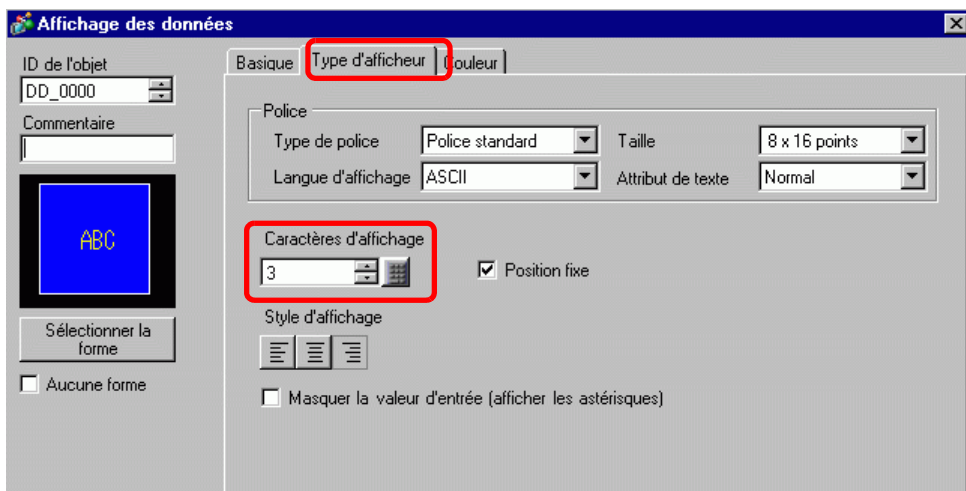 Affichage des données
ID de l'objet
DD_0000
Commentaire
ABC
Sélectionner la
forme
Aucune forme
Basique Type d'afficheur Couleur
Police
Type de police Police standard Taille 8 x 16 points
Langue d'affichage ASCII Attribut de texte Normal
Caractères d'affichage
3 Position fixe
Style d'affichage
Masquer la valeur d'entrée (afficher les astérisques)